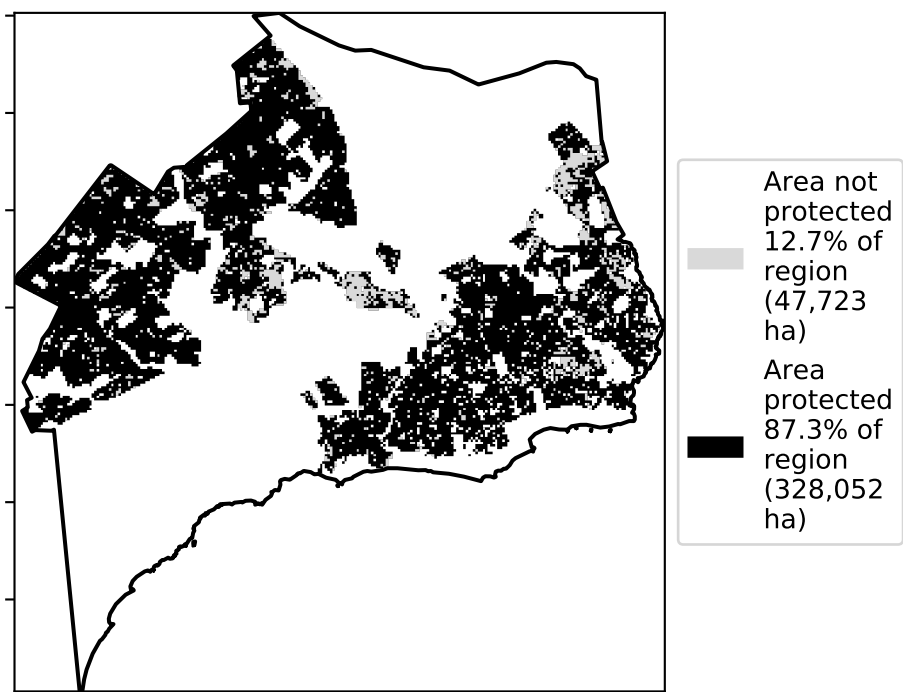 Area not
protected
12.7% of
region
(47,723
ha)
Area
protected
87.3% of
region
(328,052
ha)